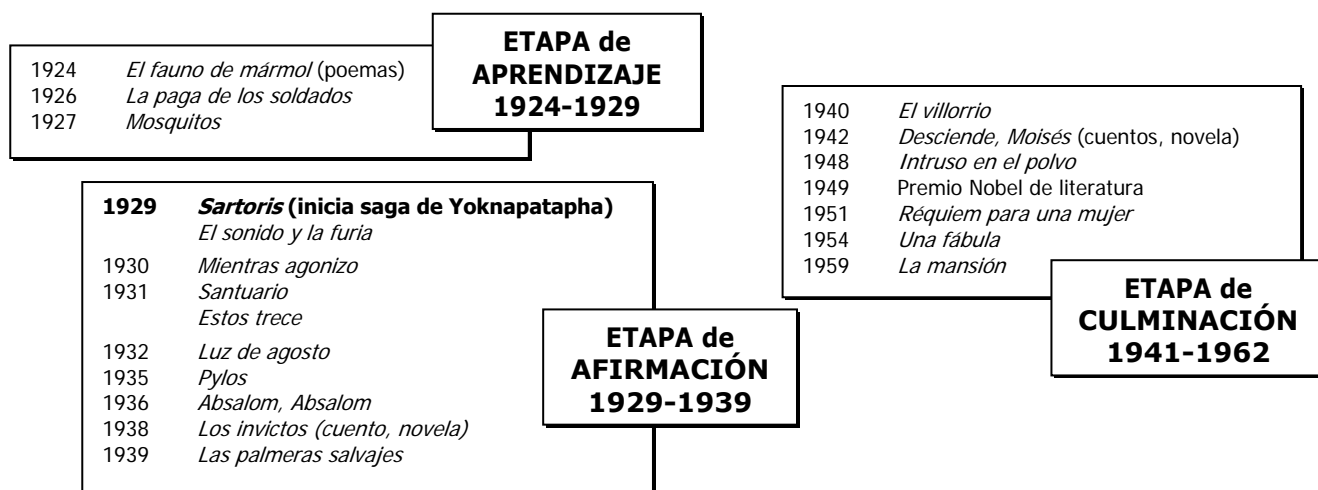 ETAPA de
APRENDIZAJE
1924-1929
1924 El fauno de mármol (poemas)
1926 La paga de los soldados
1927 Mosquitos
1929 Sartoris (inicia saga de Yoknapatapha)
El sonido y la furia
1930 Mientras agonizo
1931 Santuario
Estos trece
1932 Luz de agosto
1935 Pylos
1936 Absalom, Absalom
1938 Los invictos (cuento, novela)
1939 Las palmeras salvajes
ETAPA de
AFIRMACIÓN
1929-1939
1940 El villorrio
1942 Desciende, Moisés (cuentos, novela)
1948 Intruso en el polvo
1949 Premio Nobel de literatura
1951 Réquiem para una mujer
1954 Una fábula
1959 La mansión
ETAPA de
CULMINACIÓN
1941-1962